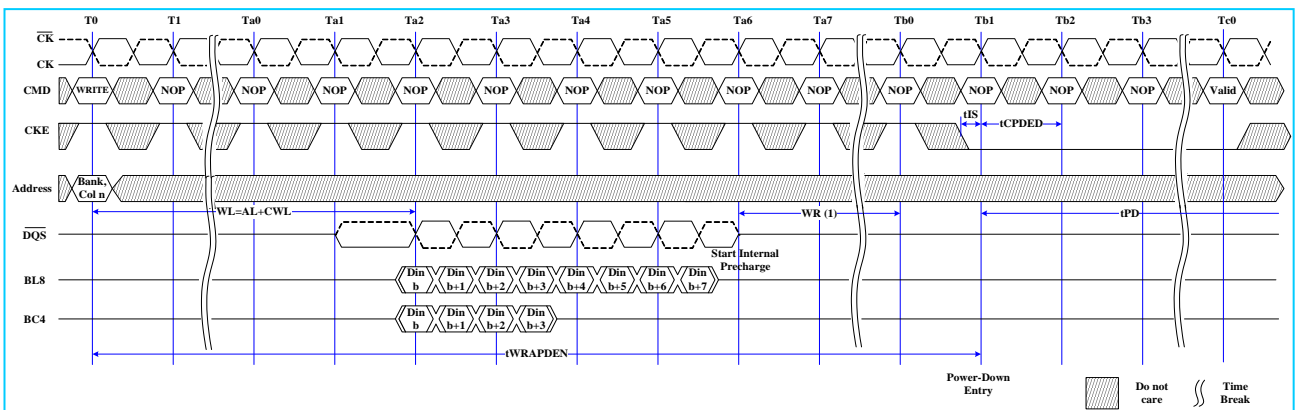 T0 T1 Ta0 Ta1 Ta2 Ta3 Ta4 Ta5 Ta6 Ta7 Tb0 Tb1 Tb2 Tb3 Tc0
CK
CK
CMD WRITE NOP NOP NOP NOP NOP NOP NOP NOP NOP NOP NOP NOP NOP Valid
tIS
CKE tCPDED
Address Bank,
Col n
WL=AL+CWL WR (1) tPD
DQS
Start Internal
Precharge
BL8 Din Din Din Din Din Din Din Din
b b+1 b+2 b+3 b+4 b+5 b+6 b+7
BC4 Din Din Din Din
b b+1 b+2 b+3
tWRAPDEN
Power-Down
Entry
Do not
care
Time
Break